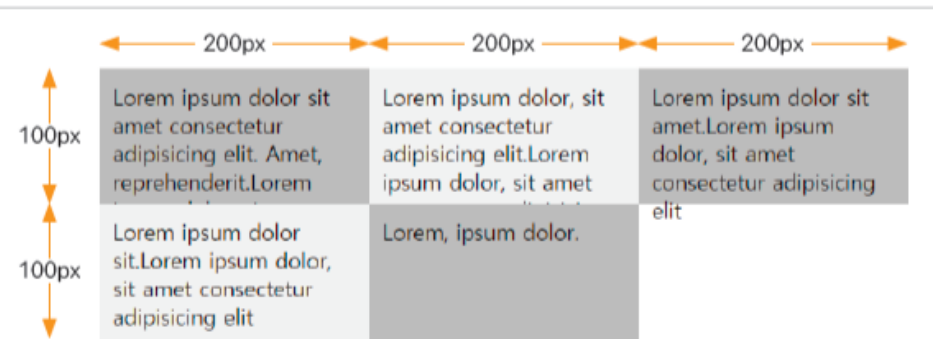 200px
200px
200px
100px
Lorem ipsum dolor sit
amet consectetur
adipisicing elit. Amet,
reprehenderit.Lorem
Lorem ipsum dolor, sit
amet consectetur
adipisicing elit.Lorem
ipsum dolor, sit amet
Lorem ipsum dolor sit
amet.Lorem ipsum
dolor, sit amet
consectetur adipisicing
elit
100px
Lorem ipsum dolor
sit.Lorem ipsum dolor,
sit amet consectetur
adipisicing elit
Lorem, ipsum dolor.